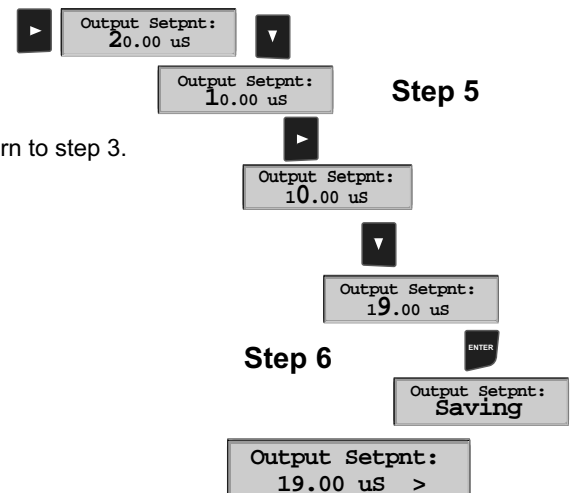 Output Setpnt:
20.00 uS
Output Setpnt:
10.00 uS
Step 5
rn to step 3.
Output Setpnt:
10.00 uS
Output Setpnt:
19.00 uS
Step 6
ENTER
Output Setpnt:
Saving
Output Setpnt:
19.00 uS >